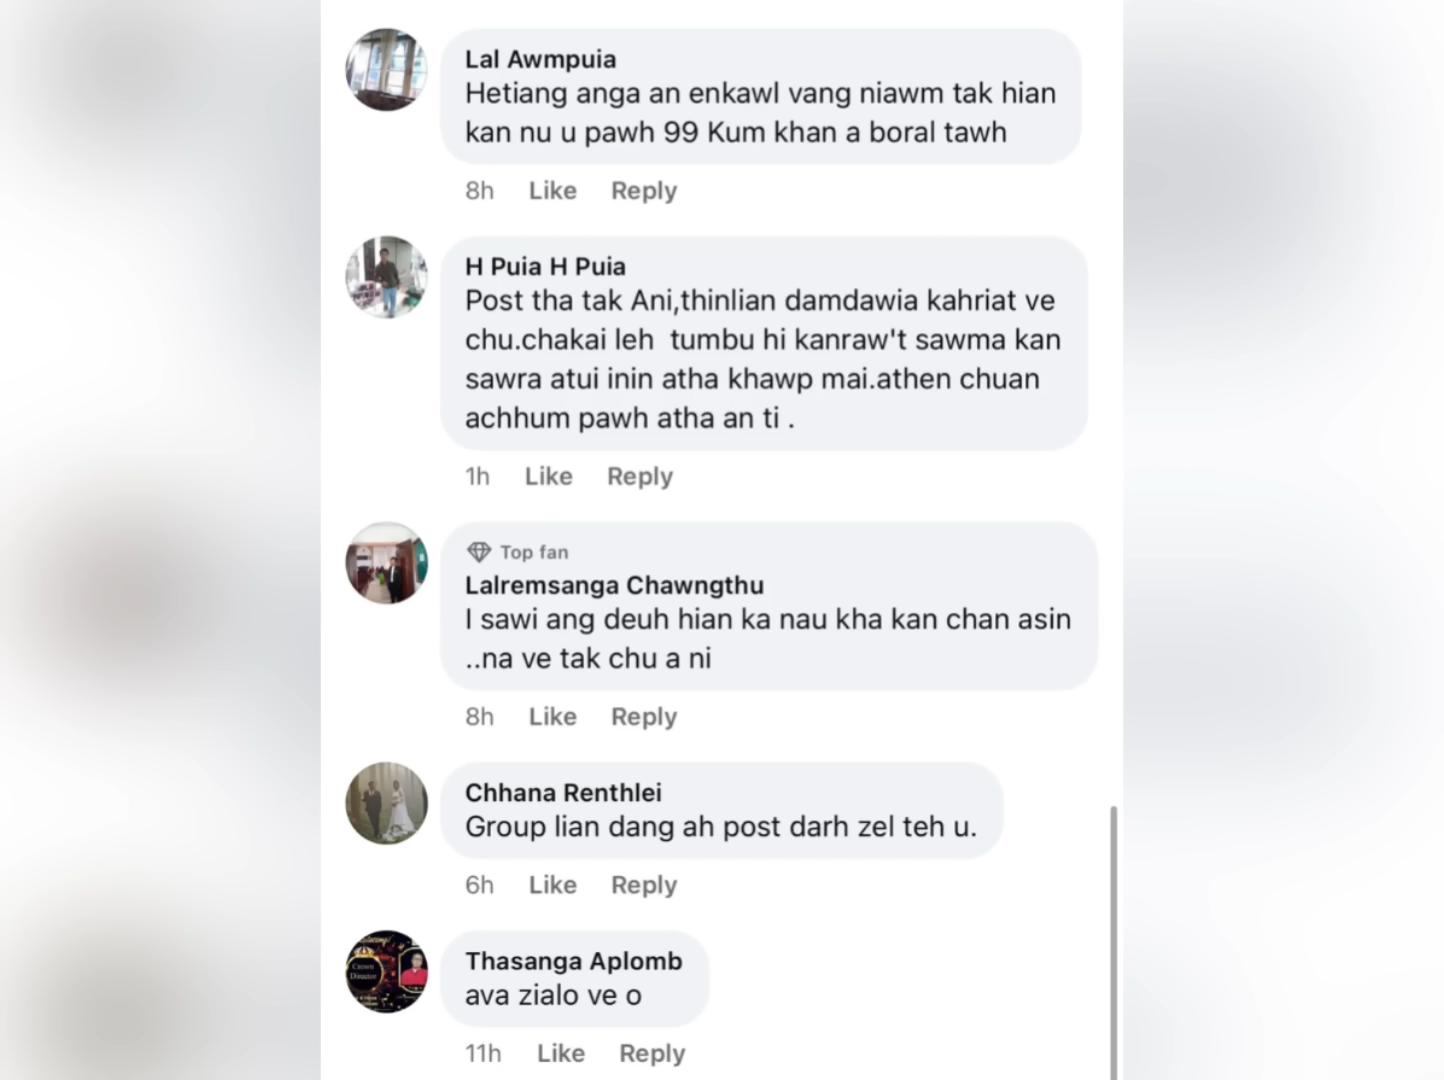 Lal Awmpuia
Hetiang anga an enkawl vang niawm tak hian
kan nu u pawh 99 Kum khan a boral tawh
8h Like Reply
H Puia H Puia
Post tha tak Ani,thinlian damdawia kahriat ve
chu.chakai leh  tumbu hi kanraw't sawma kan
sawra atui inin atha khawp mai.athen chuan
achhum pawh atha an ti .
1h Like Reply
Top fan
Lalremsanga Chawngthu
I sawi ang deuh hian ka nau kha kan chan asin
..na ve tak chu a ni
8h Like Reply
Chhana Renthlei
Group lian dang ah post darh zel teh u.
6h Like Reply
Crown
Director
Thasanga Aplomb
ava zialo ve o
11h Like Reply